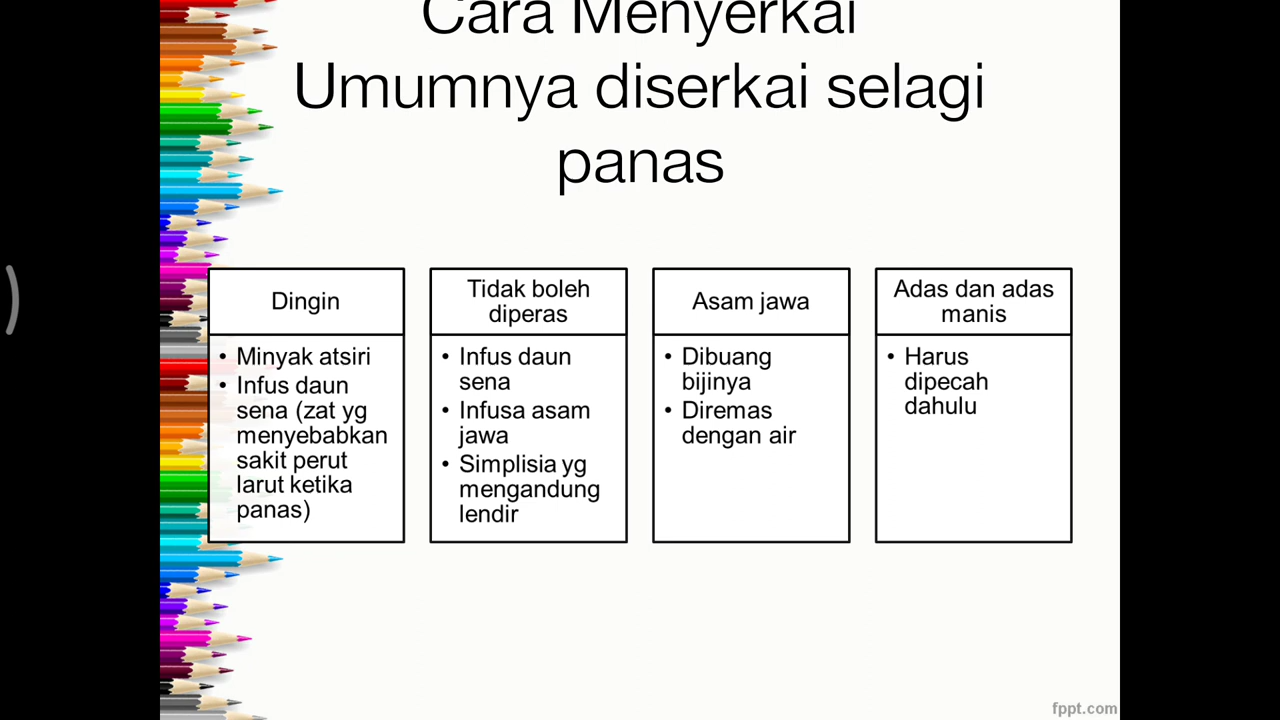 Cara Menyerkai
Umumnya diserkai selagi
panas
Dingin
• Minyak atsiri
• Infus daun
sena (zat yg
menyebabkan
sakit perut
larut ketika
panas)
Tidak boleh
diperas
• Infus daun
sena
• Infusa asam
jawa
• Simplisia yg
mengandung
lendir
Asam jawa
• Dibuang
bijinya
• Diremas
dengan air
Adas dan adas
manis
• Harus
dipecah
dahulu
fppt.com